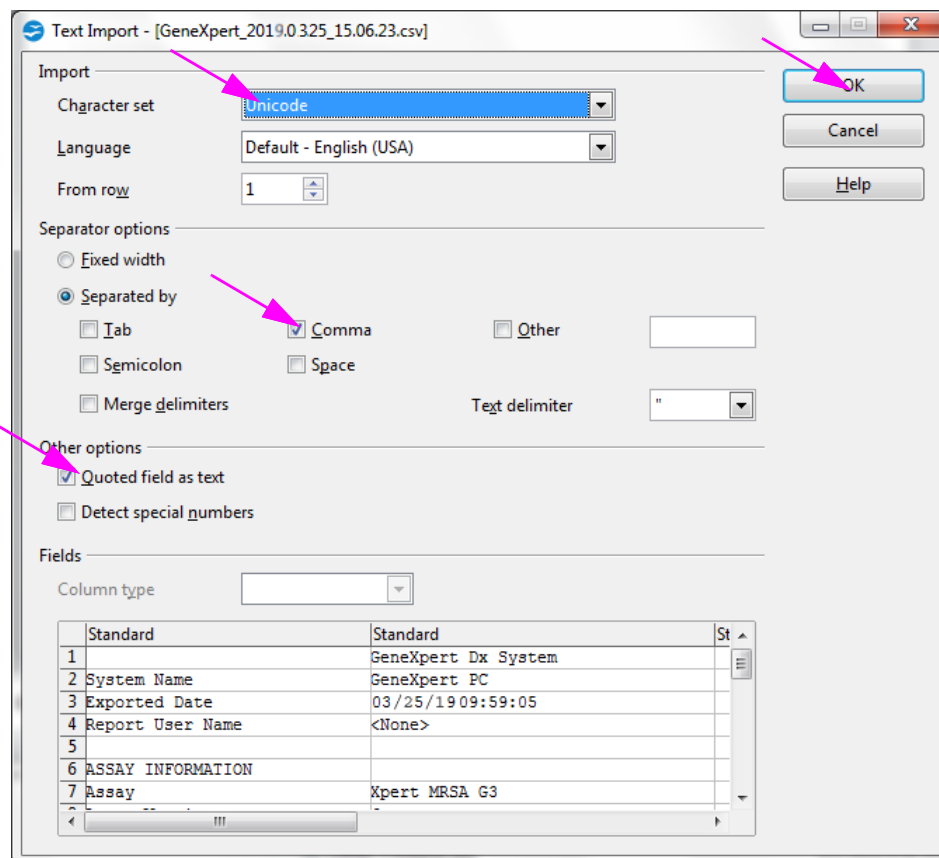 Text Import - [GeneXpert_2019.0325_15.06.23.csv]
Import
Character set Unicode
OK
Language Default - English (USA)
Cancel
From row 1
Help
Separator options
Fixed width
Separated by
Tab Comma Other
Semicolon Space
Merge delimiters Text delimiter "
Other options
Quoted field as text
Detect special numbers
Fields
Column type
Standard Standard St
1 GeneXpert Dx System
2 System Name GeneXpert PC
3 Exported Date 03/25/19 09:59:05
4 Report User Name <None>
5
6 ASSAY INFORMATION
7 Assay Xpert MRSA G3